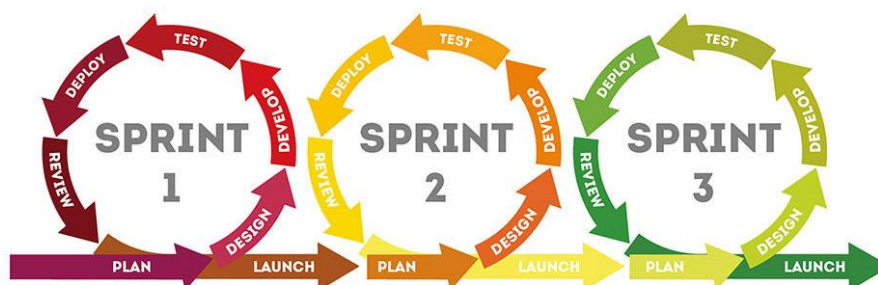 TEST
DEPLOY
DEVELOP
SPRINT
1
REVIEW
DESIGN
PLAN
LAUNCH
TEST
DEPLOY
DEVELOP
SPRINT
2
REVIEW
DESIGN
PLAN
LAUNCH
TEST
DEPLOY
DEVELOP
SPRINT
3
REVIEW
DESIGN
PLAN
LAUNCH